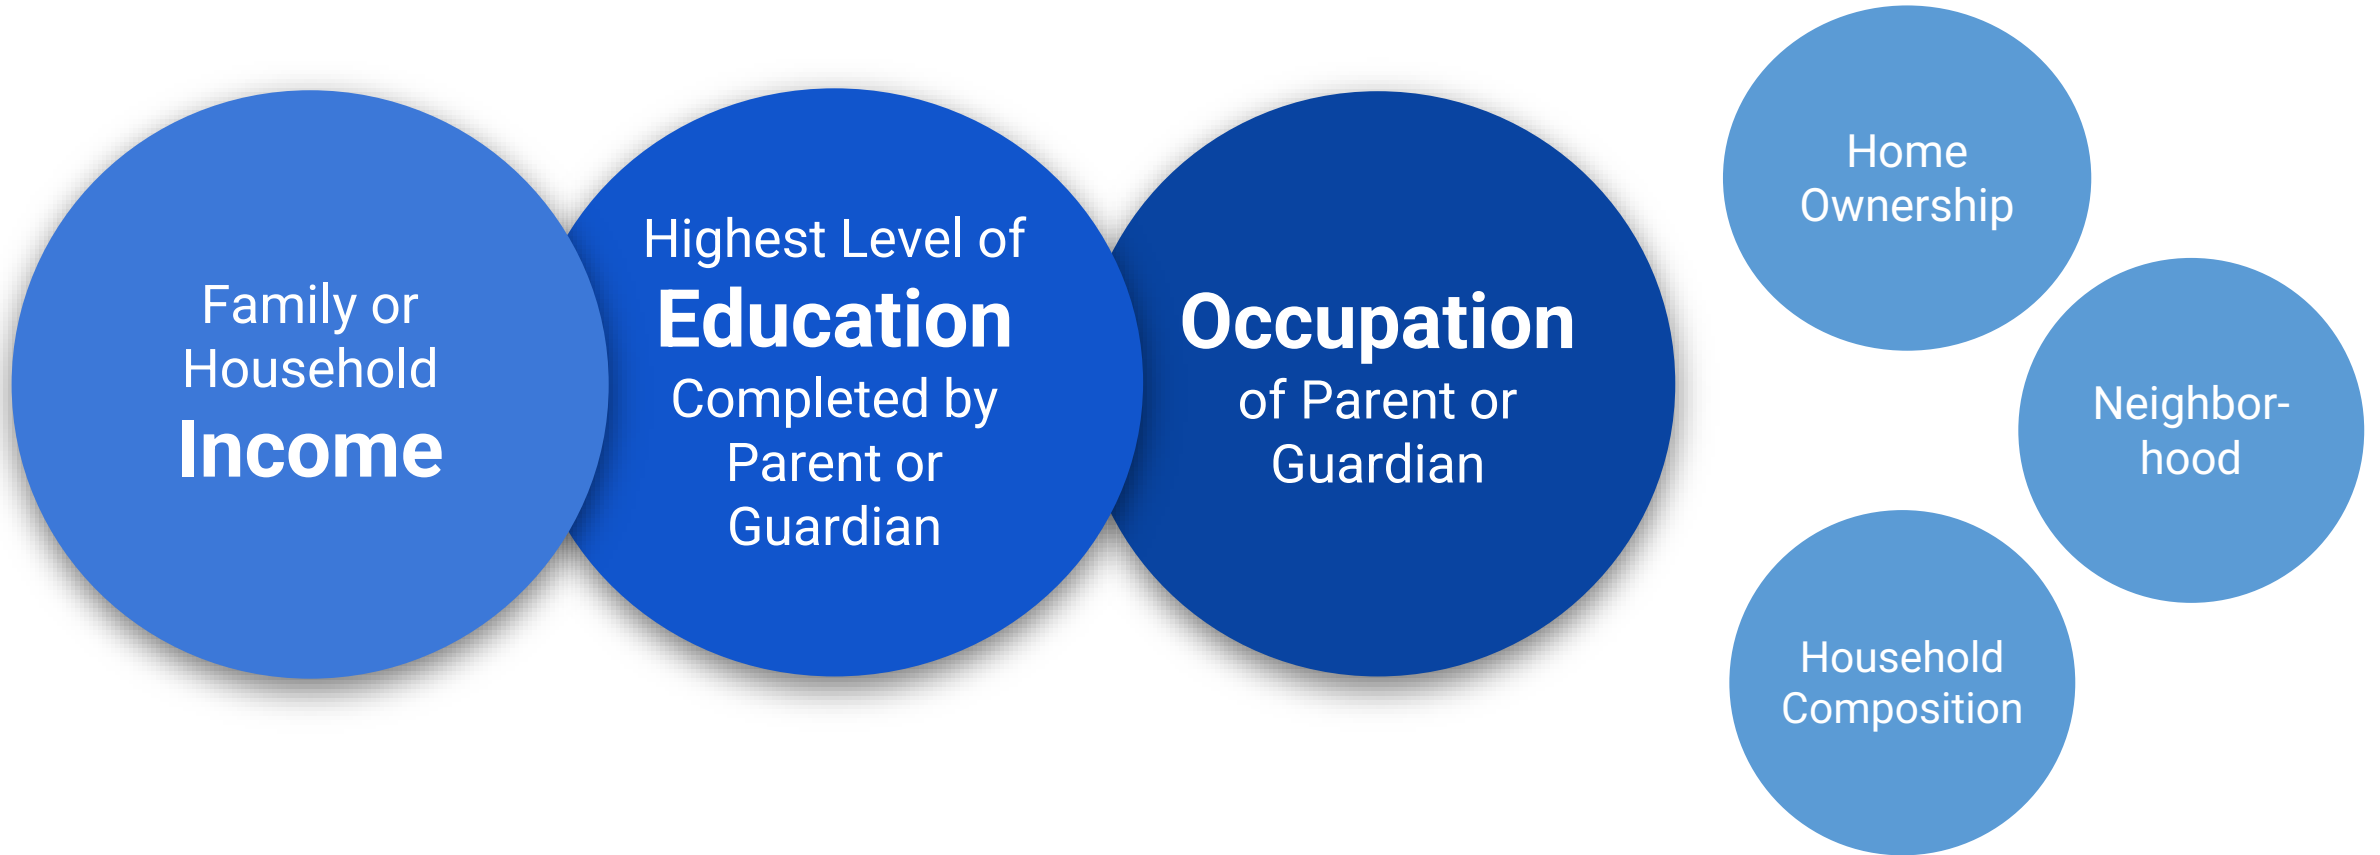 Family or
Household
Income
Highest Level of
Education
Completed by
Parent or
Guardian
Occupation
of Parent or
Guardian
Home
Ownership
Neighbor-
hood
Household
Composition